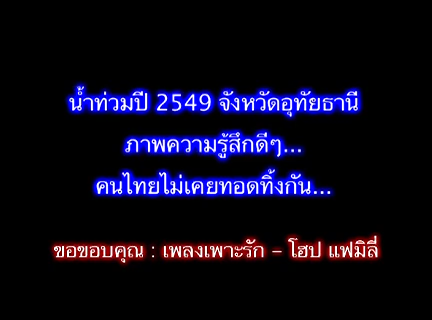 น้ำท่วมปี 2549 จังหวัดอุทัยธานี
ภาพความรู้สึกดีๆ...
คนไทยไม่เคยทอดทิ้งกัน...
ขอขอบคุณ : เพลงเพาะรัก - โฮป แฟมิลี่